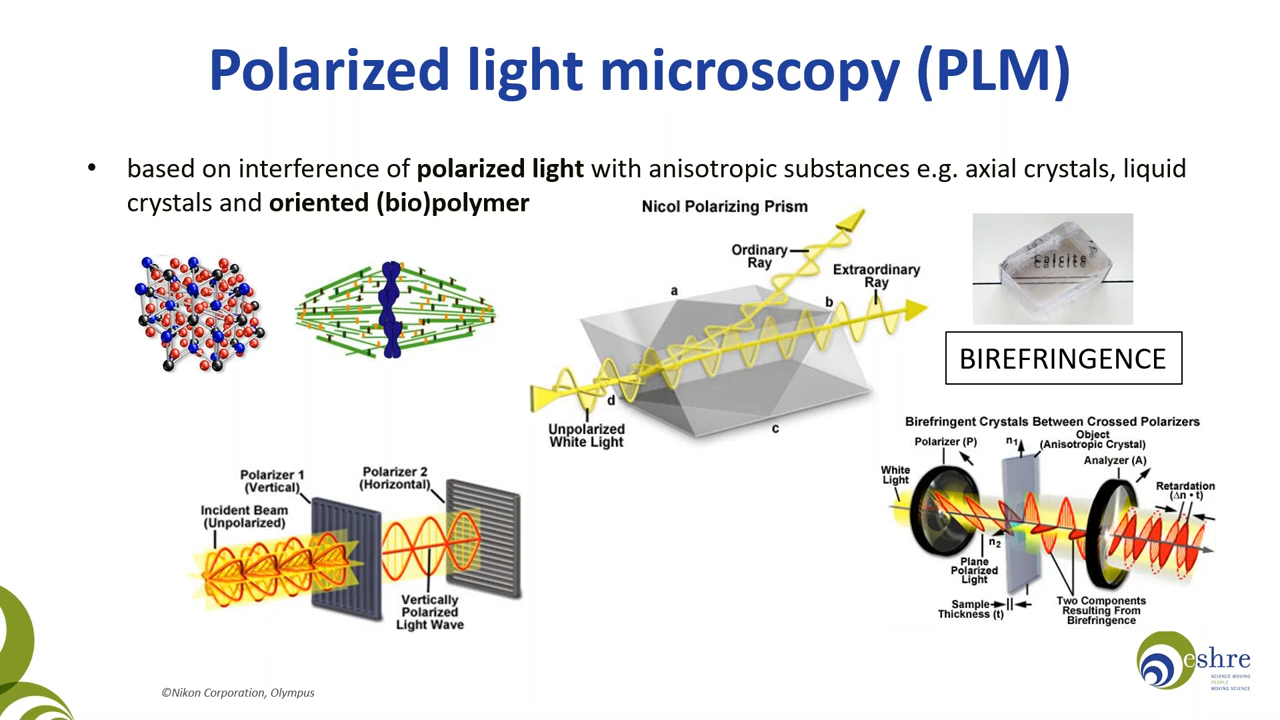 Polarized light microscopy (PLM)
• based on interference of polarized light with anisotropic substances e.g. axial crystals, liquid
crystals and oriented (bio)polymer
Nicol Polarizing Prism
Ordinary
Ray
Extraordinary
Ray
a
b
c
d
Unpolarized
White Light
Calcite
Calcite
BIREFRINGENCE
Polarizer 1
(Vertical)
Polarizer 2
(Horizontal)
Incident Beam
(Unpolarized)
Vertically
Polarized
Light Wave
Birefringent Crystals Between Crossed Polarizers
Polarizer (P)
n1
Object
(Anisotropic Crystal)
Analyzer (A)
White
Light
Retardation
(Δn • t)
n2
Plane
Polarized
Light
Sample
Thickness (t)
Two Components
Resulting From
Birefringence
eshre
SCIENCE MOVING
PEOPLE
MOVING SCIENCE
©Nikon Corporation, Olympus